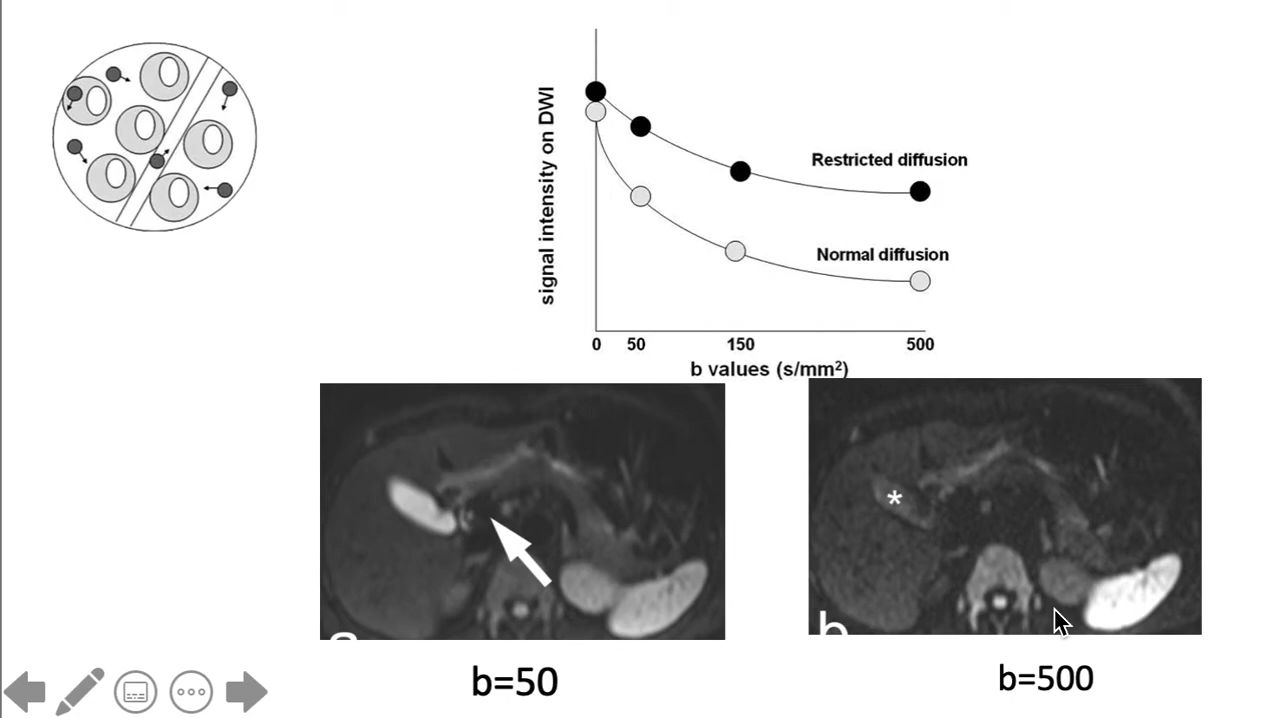 signal intensity on DWI
Restricted diffusion
Normal diffusion
0 50 150 500
b values (s/mm²)
*
a
b
b=50
b=500